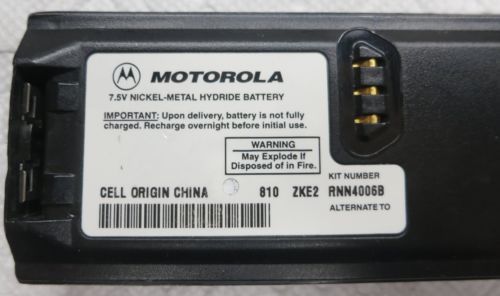 MOTOROLA
7.5V NICKEL-METAL HYDRIDE BATTERY
IMPORTANT: Upon delivery, battery is not fully
charged. Recharge overnight before initial use.
WARNING
May Explode If
Disposed of in Fire.
KIT NUMBER
CELL ORIGIN CHINA 810 ZKE2 RNN4006B
ALTERNATE TO